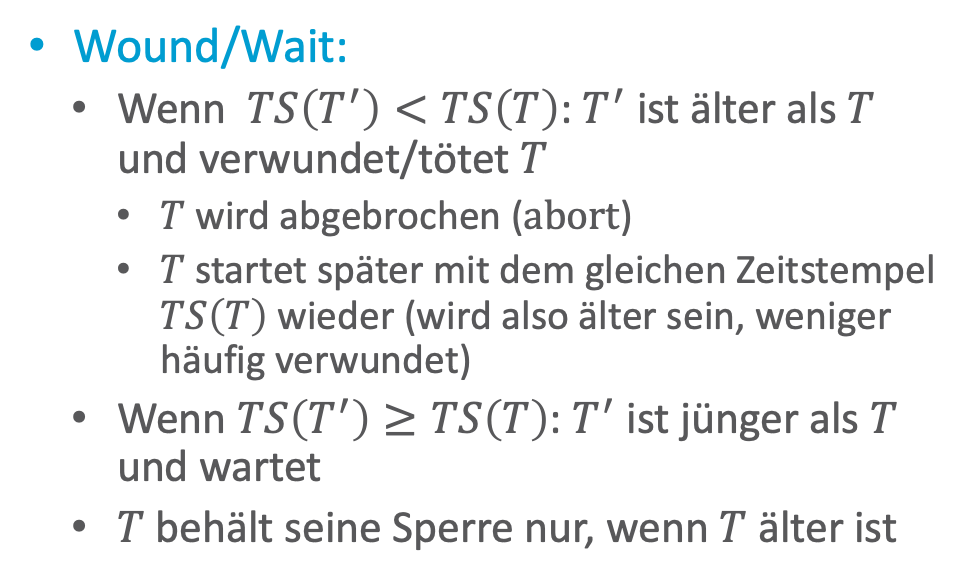 • Wound/Wait:
• Wenn TS(T′) < TS(T): T′ ist älter als T
und verwundet/tötet T
• T wird abgebrochen (abort)
• T startet später mit dem gleichen Zeitstempel
TS(T) wieder (wird also älter sein, weniger
häufig verwundet)
• Wenn TS(T′) ≥ TS(T): T′ ist jünger als T
und wartet
• T behält seine Sperre nur, wenn T älter ist